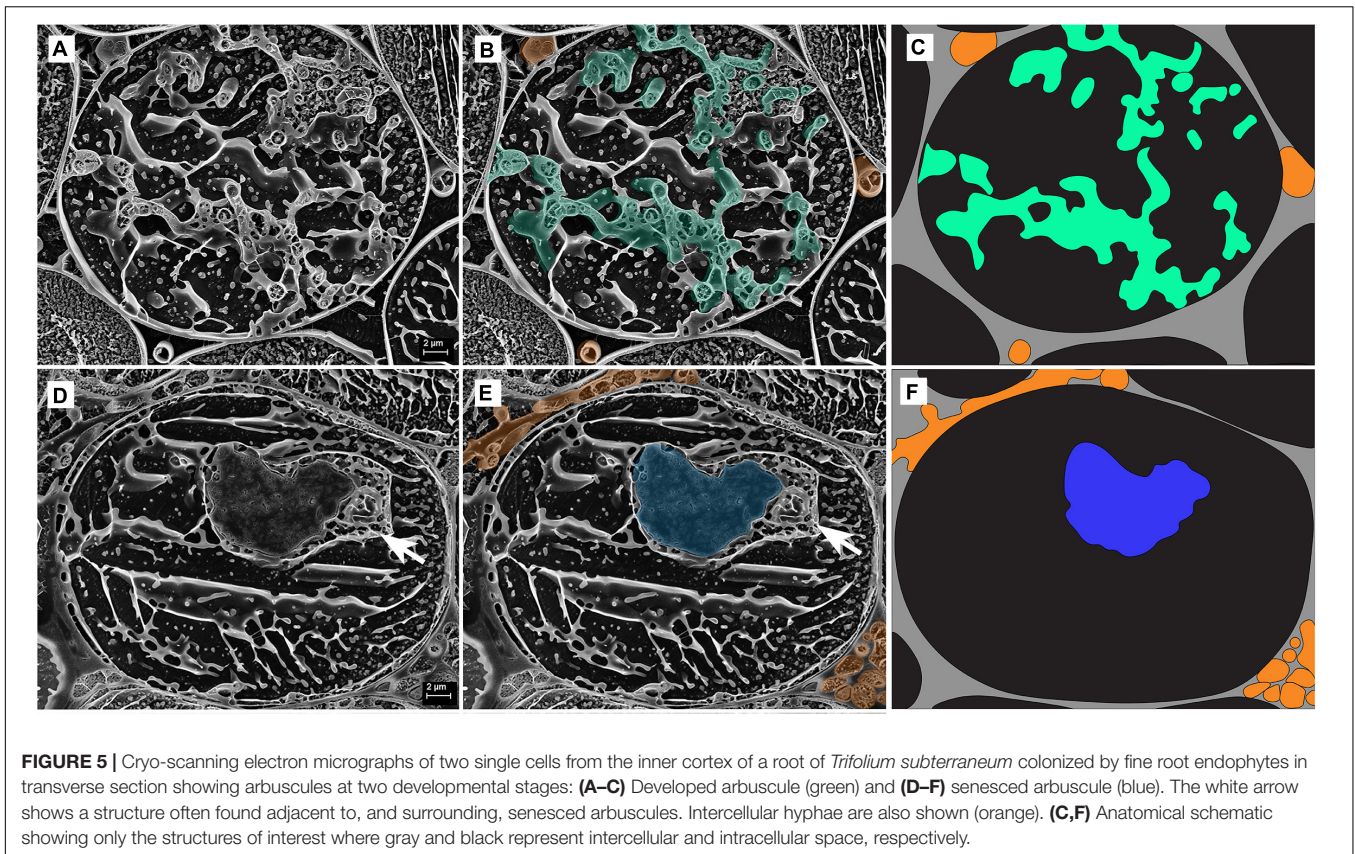 A
B
C
2 µm
D
E
F
2 µm
FIGURE 5 | Cryo-scanning electron micrographs of two single cells from the inner cortex of a root of Trifolium subterraneum colonized by fine root endophytes in
transverse section showing arbuscules at two developmental stages: (A–C) Developed arbuscule (green) and (D–F) senesced arbuscule (blue). The white arrow
shows a structure often found adjacent to, and surrounding, senesced arbuscules. Intercellular hyphae are also shown (orange). (C,F) Anatomical schematic
showing only the structures of interest where gray and black represent intercellular and intracellular space, respectively.